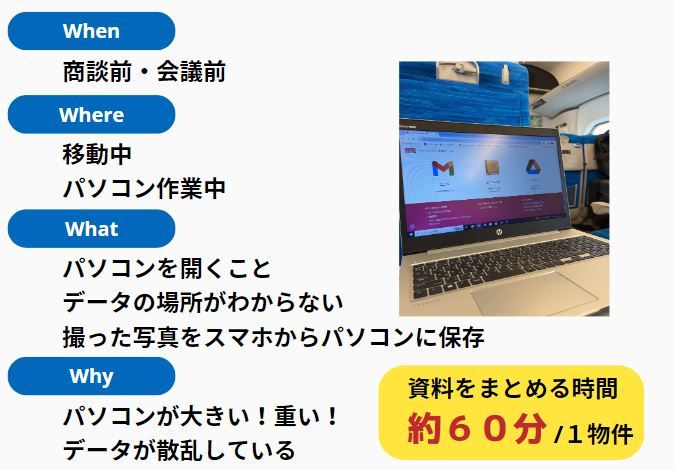 When
商談前・会議前
Where
移動中
パソコン作業中
What
パソコンを開くこと
データの場所がわからない
撮った写真をスマホからパソコンに保存
Why
パソコンが大きい！重い！
データが散乱している
資料をまとめる時間
約６０分/１物件
hp